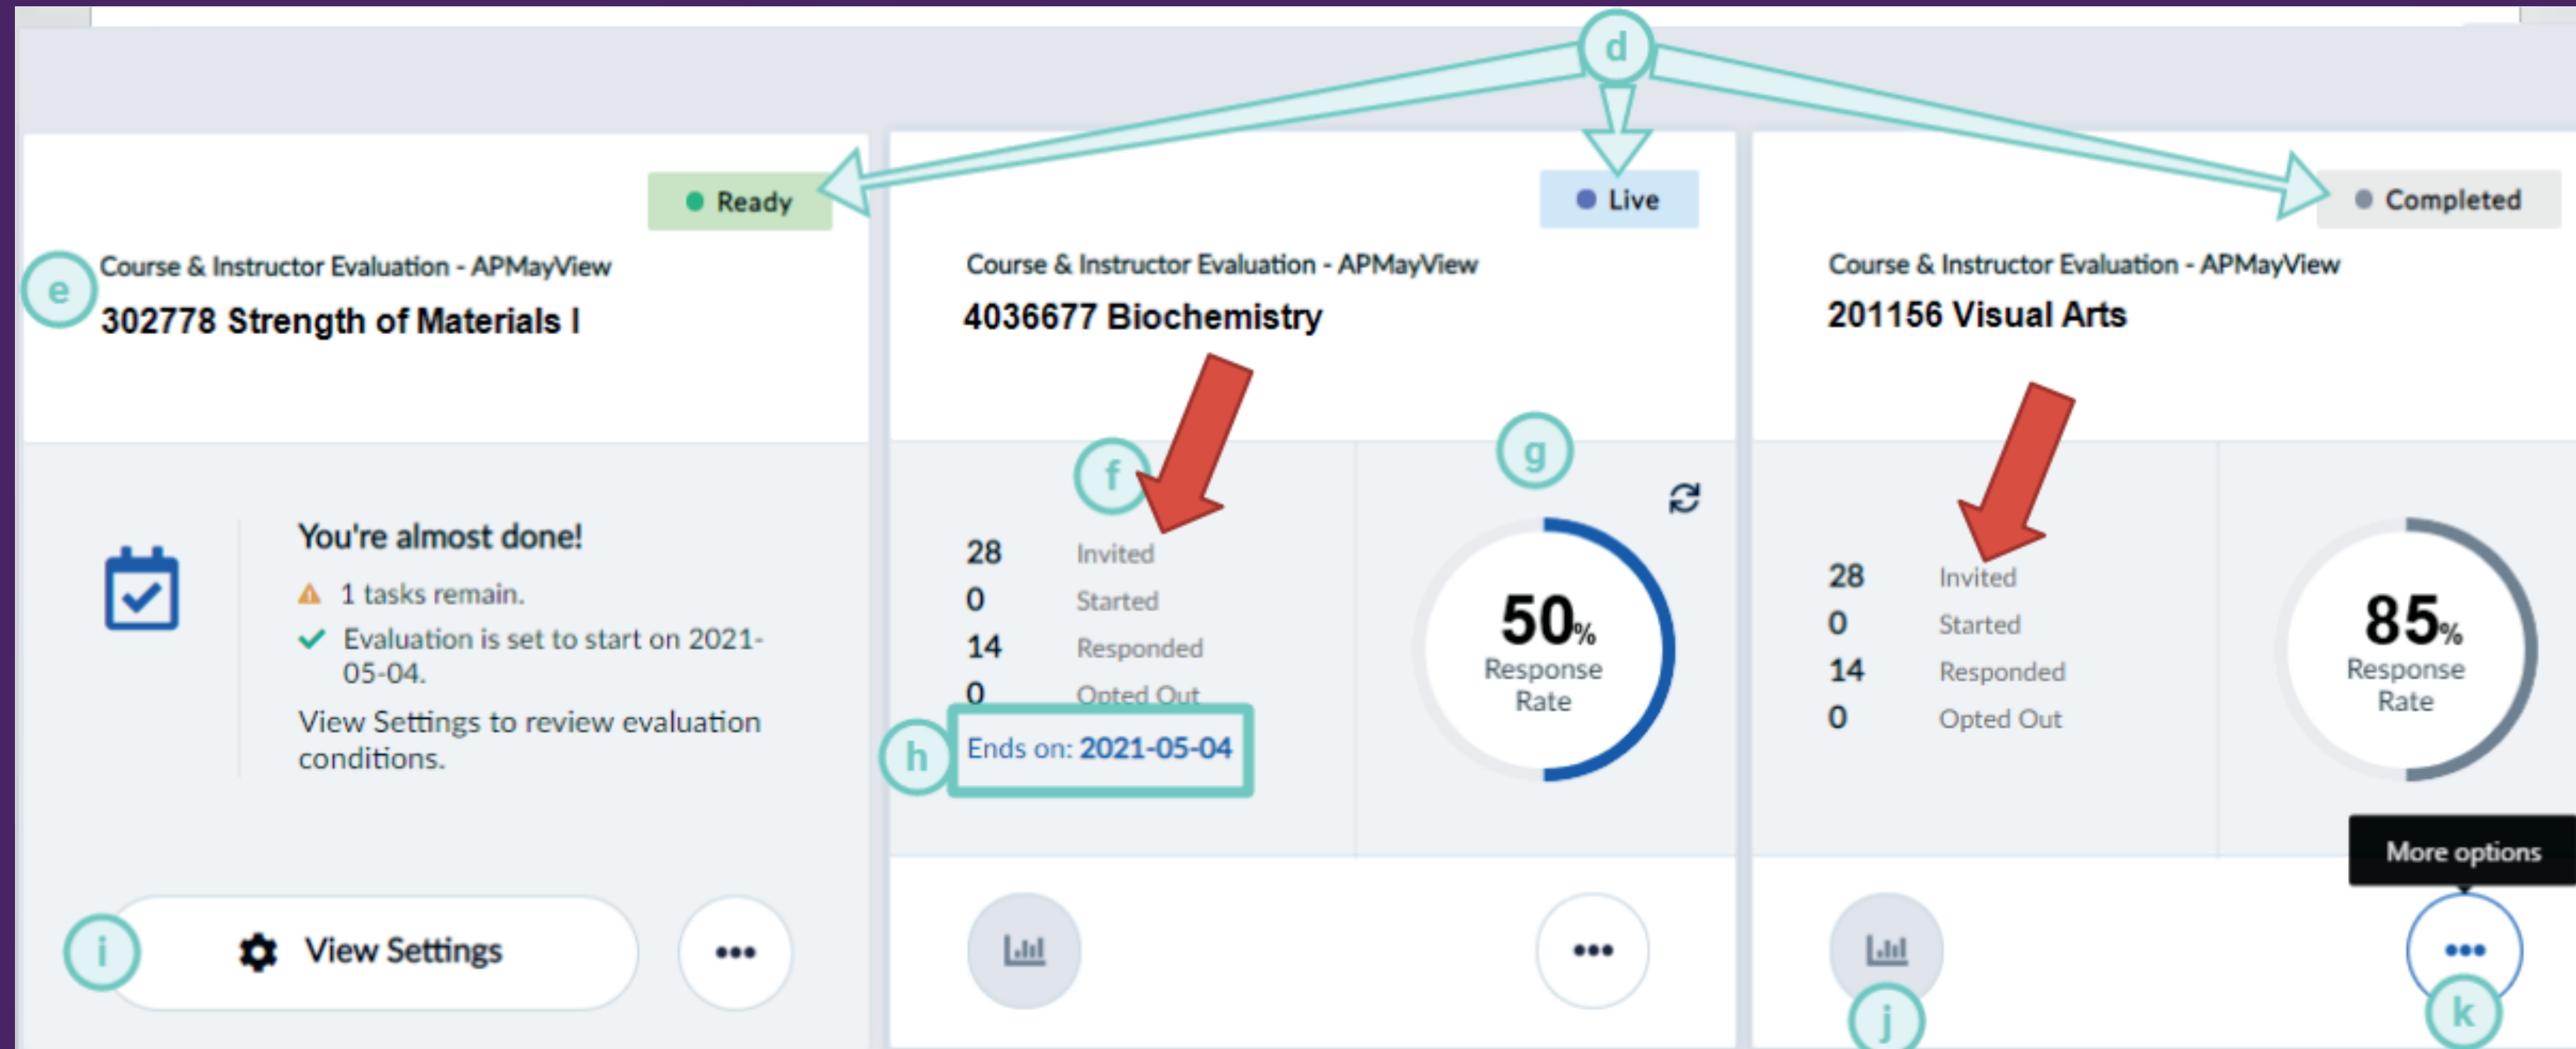 d
Ready
Live
Completed
e
Course & Instructor Evaluation - APMayView
302778 Strength of Materials I
You're almost done!
1 tasks remain.
Evaluation is set to start on 2021-
05-04.
View Settings to review evaluation
conditions.
i
View Settings
Course & Instructor Evaluation - APMayView
4036677 Biochemistry
f
g
28 Invited
0 Started
14 Responded
0 Opted Out
h
Ends on: 2021-05-04
50%
Response
Rate
Course & Instructor Evaluation - APMayView
201156 Visual Arts
28 Invited
0 Started
14 Responded
0 Opted Out
85%
Response
Rate
More options
j
k